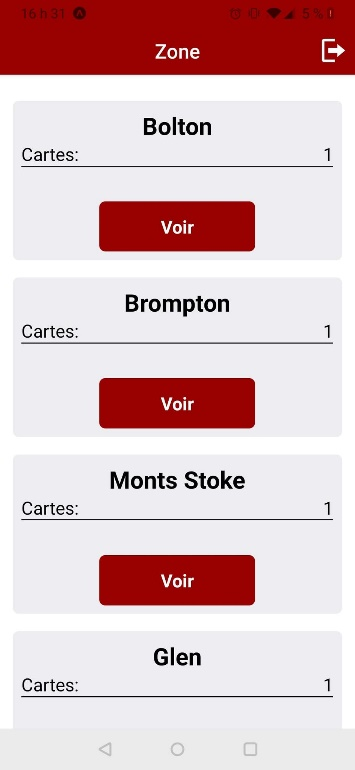 16 h 31
5 %
Zone
Bolton
Cartes: 1
Voir
Brompton
Cartes: 1
Voir
Monts Stoke
Cartes: 1
Voir
Glen
Cartes: 1